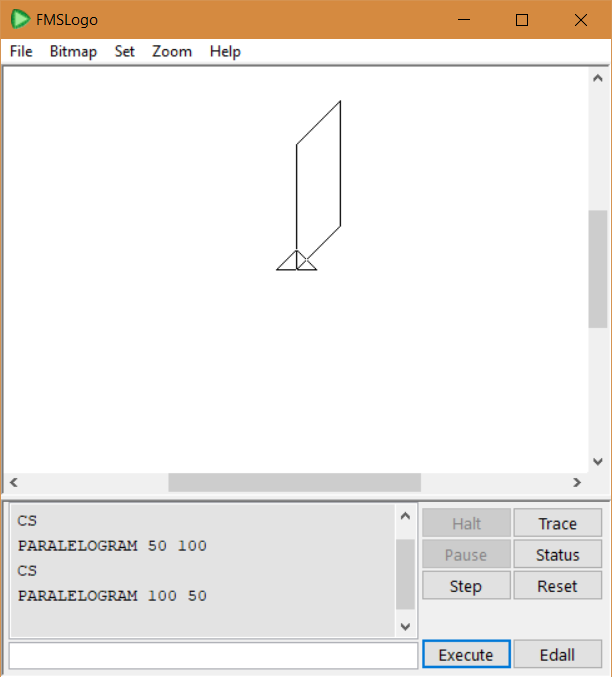 FMSLogo
File Bitmap Set Zoom Help
CS
PARALELOGRAM 50 100
CS
PARALELOGRAM 100 50
Halt Trace
Pause Status
Step Reset
Execute Edall